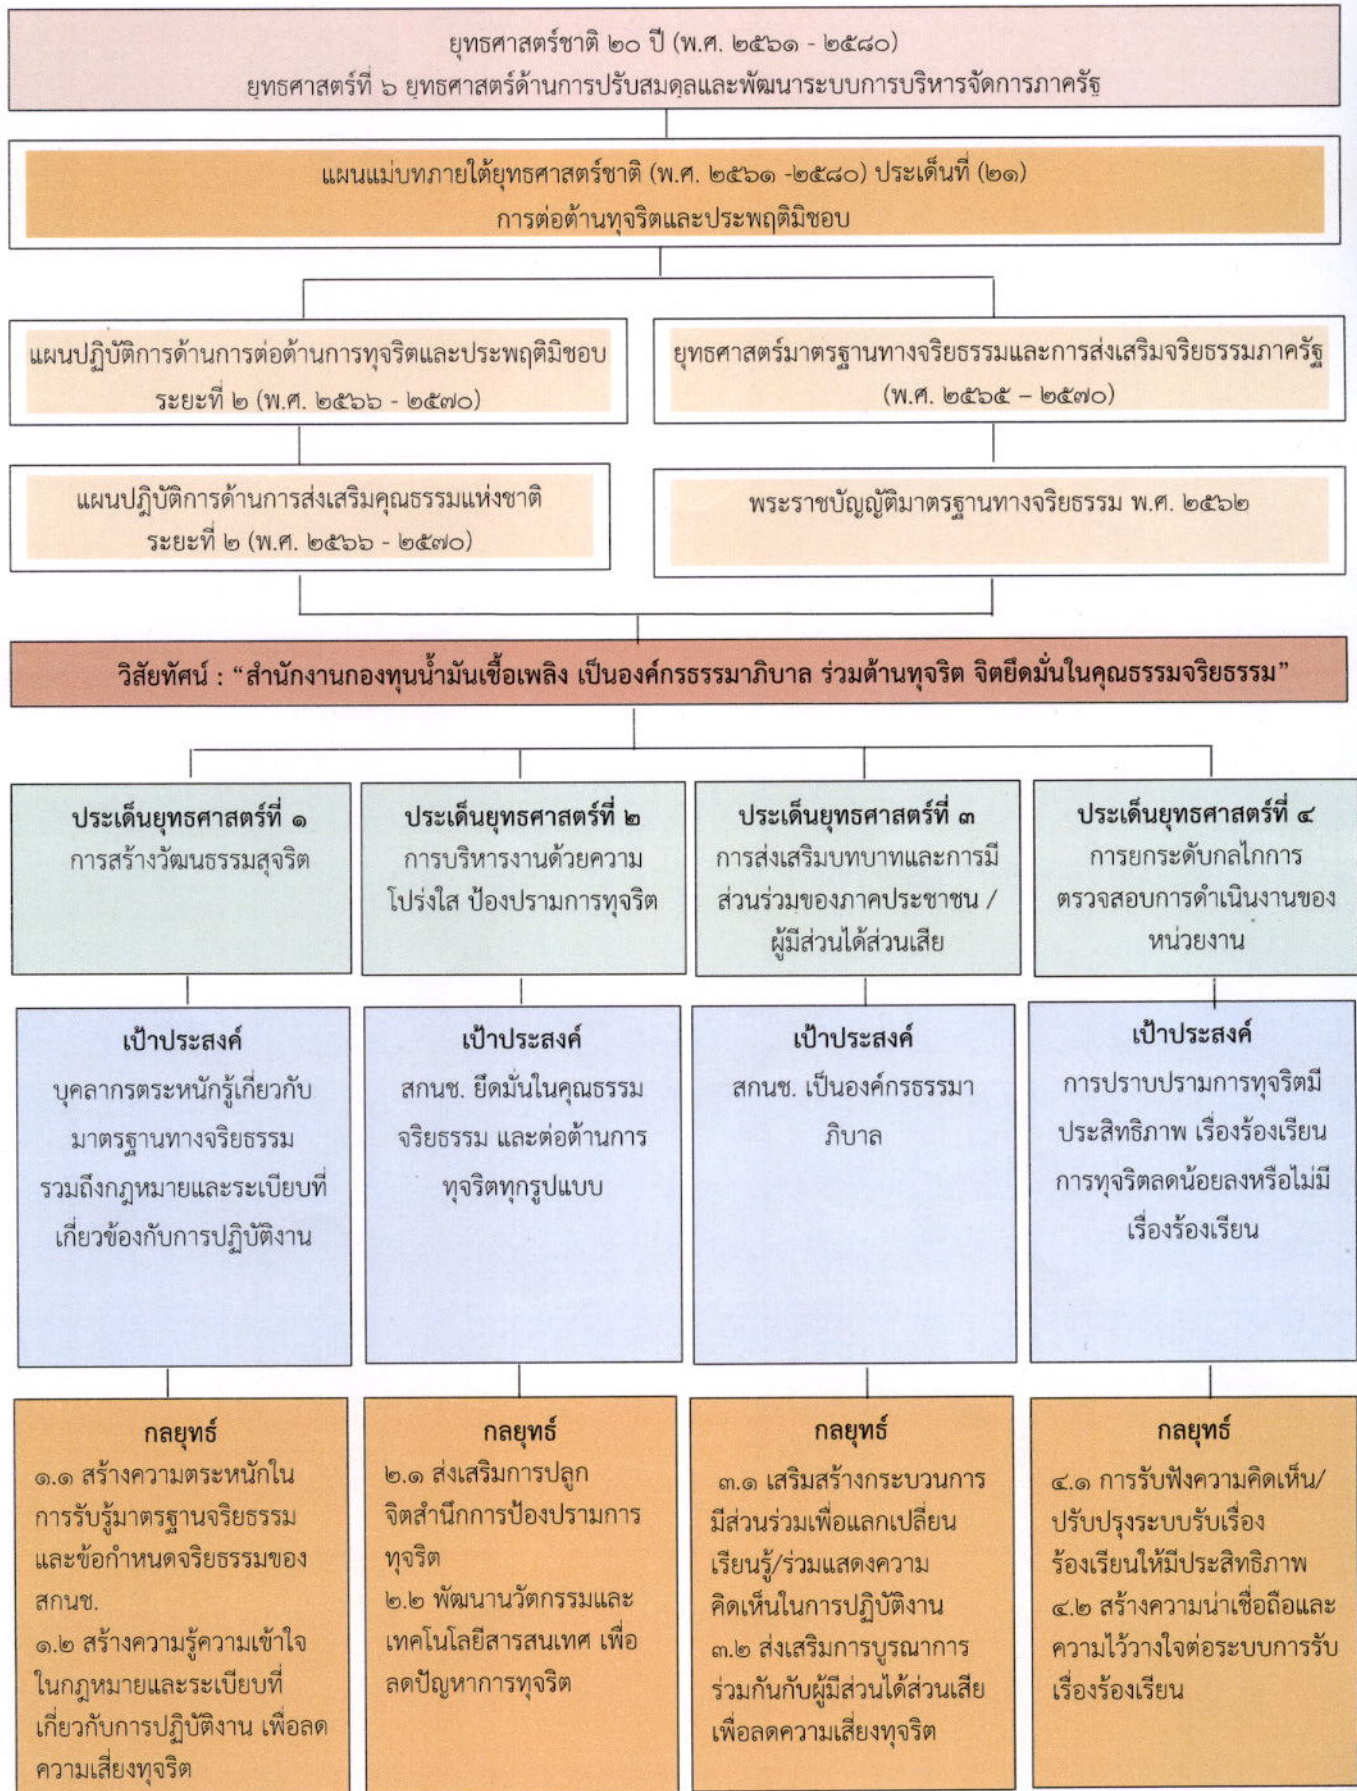 ยุทธศาสตร์ชาติ ๒๐ ปี (พ.ศ. ๒๕๖๑ - ๒๕๘๐)
ยุทธศาสตร์ที่ ๖ ยุทธศาสตร์ด้านการปรับสมดุลและพัฒนาระบบการบริหารจัดการภาครัฐ
แผนแม่บทภายใต้ยุทธศาสตร์ชาติ (พ.ศ. ๒๕๖๑ -๒๕๘๐) ประเด็นที่ (๒๑)
การต่อต้านทุจริตและประพฤติมิชอบ
แผนปฏิบัติการด้านการต่อต้านการทุจริตและประพฤติมิชอบ
ระยะที่ ๒ (พ.ศ. ๒๕๖๖ - ๒๕๗๐)
ยุทธศาสตร์มาตรฐานทางจริยธรรมและการส่งเสริมจริยธรรมภาครัฐ
(พ.ศ. ๒๕๖๕ – ๒๕๗๐)
แผนปฏิบัติการด้านการส่งเสริมคุณธรรมแห่งชาติ
ระยะที่ ๒ (พ.ศ. ๒๕๖๖ - ๒๕๗๐)
พระราชบัญญัติมาตรฐานทางจริยธรรม พ.ศ. ๒๕๖๒
วิสัยทัศน์ : “สำนักงานกองทุนน้ำมันเชื้อเพลิง เป็นองค์กรธรรมาภิบาล ร่วมต้านทุจริต จิตยึดมั่นในคุณธรรมจริยธรรม”
ประเด็นยุทธศาสตร์ที่ ๑
การสร้างวัฒนธรรมสุจริต
ประเด็นยุทธศาสตร์ที่ ๒
การบริหารงานด้วยความ
โปร่งใส ป้องปรามการทุจริต
ประเด็นยุทธศาสตร์ที่ ๓
การส่งเสริมบทบาทและการมี
ส่วนร่วมของภาคประชาชน /
ผู้มีส่วนได้ส่วนเสีย
ประเด็นยุทธศาสตร์ที่ ๔
การยกระดับกลไกการ
ตรวจสอบการดำเนินงานของ
หน่วยงาน
เป้าประสงค์
บุคลากรตระหนักรู้เกี่ยวกับ
มาตรฐานทางจริยธรรม
รวมถึงกฎหมายและระเบียบที่
เกี่ยวข้องกับการปฏิบัติงาน
เป้าประสงค์
สกนช. ยึดมั่นในคุณธรรม
จริยธรรม และต่อต้านการ
ทุจริตทุกรูปแบบ
เป้าประสงค์
สกนช. เป็นองค์กรธรรมา
ภิบาล
เป้าประสงค์
การปราบปรามการทุจริตมี
ประสิทธิภาพ เรื่องร้องเรียน
การทุจริตลดน้อยลงหรือไม่มี
เรื่องร้องเรียน
กลยุทธ์
๑.๑ สร้างความตระหนักใน
การรับรู้มาตรฐานจริยธรรม
และข้อกำหนดจริยธรรมของ
สกนช.
๑.๒ สร้างความรู้ความเข้าใจ
ในกฎหมายและระเบียบที่
เกี่ยวกับการปฏิบัติงาน เพื่อลด
ความเสี่ยงทุจริต
กลยุทธ์
๒.๑ ส่งเสริมการปลูก
จิตสำนึกการป้องปรามการ
ทุจริต
๒.๒ พัฒนานวัตกรรมและ
เทคโนโลยีสารสนเทศ เพื่อ
ลดปัญหาการทุจริต
กลยุทธ์
๓.๑ เสริมสร้างกระบวนการ
มีส่วนร่วมเพื่อแลกเปลี่ยน
เรียนรู้/ร่วมแสดงความ
คิดเห็นในการปฏิบัติงาน
๓.๒ ส่งเสริมการบูรณาการ
ร่วมกันกับผู้มีส่วนได้ส่วนเสีย
เพื่อลดความเสี่ยงทุจริต
กลยุทธ์
๔.๑ การรับฟังความคิดเห็น/
ปรับปรุงระบบรับเรื่อง
ร้องเรียนให้มีประสิทธิภาพ
๔.๒ สร้างความน่าเชื่อถือและ
ความไว้วางใจต่อระบบการรับ
เรื่องร้องเรียน